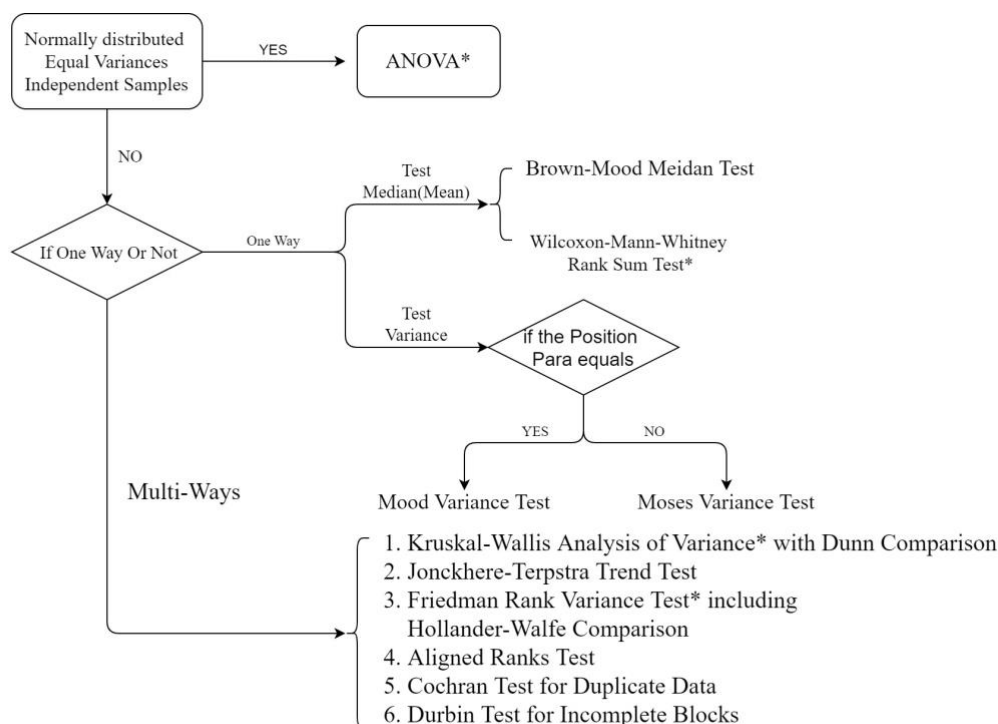 Normally distributed
Equal Variances
Independent Samples
YES
ANOVA*
NO
If One Way Or Not
One Way
Test
Median(Mean)
Brown-Mood Meidan Test
Wilcoxon-Mann-Whitney
Rank Sum Test*
Test
Variance
if the Position
Para equals
YES
NO
Mood Variance Test
Moses Variance Test
Multi-Ways
1. Kruskal-Wallis Analysis of Variance* with Dunn Comparison
2. Jonckhere-Terpstra Trend Test
3. Friedman Rank Variance Test* including
Hollander-Walfe Comparison
4. Aligned Ranks Test
5. Cochran Test for Duplicate Data
6. Durbin Test for Incomplete Blocks